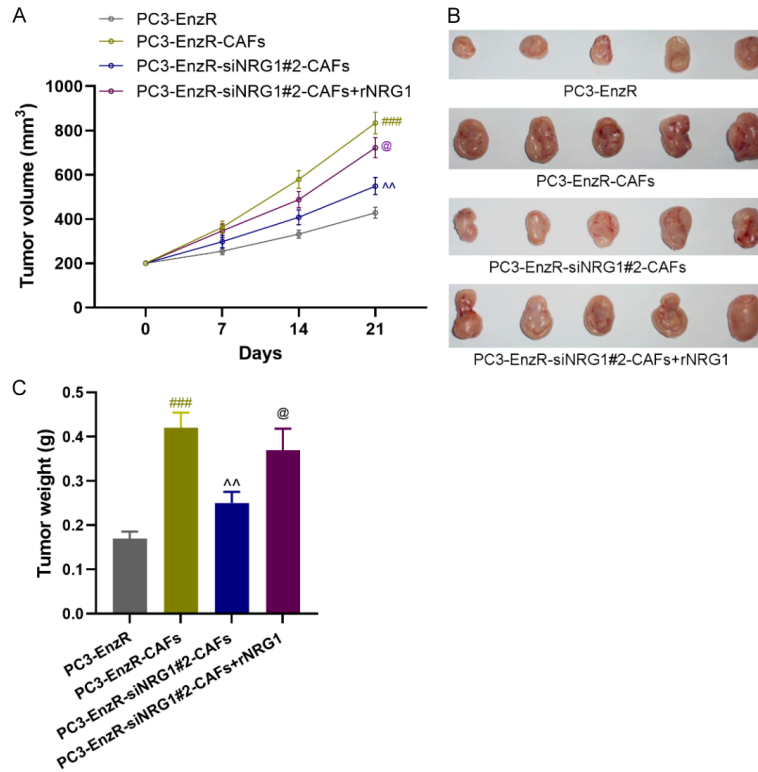 A
PC3-EnzR
PC3-EnzR-CAFs
PC3-EnzR-siNRG1#2-CAFs
PC3-EnzR-siNRG1#2-CAFs+rNRG1
Tumor volume (mm³)
1000
800
600
400
200
0
###
@
^^
0 7 14 21
Days
B
PC3-EnzR
PC3-EnzR-CAFs
PC3-EnzR-siNRG1#2-CAFs
PC3-EnzR-siNRG1#2-CAFs+rNRG1
C
Tumor weight (g)
0.5
0.4
0.3
0.2
0.1
0.0
###
^^
@
PC3-EnzR
PC3-EnzR-CAFs
PC3-EnzR-siNRG1#2-CAFs
PC3-EnzR-siNRG1#2-CAFs+rNRG1